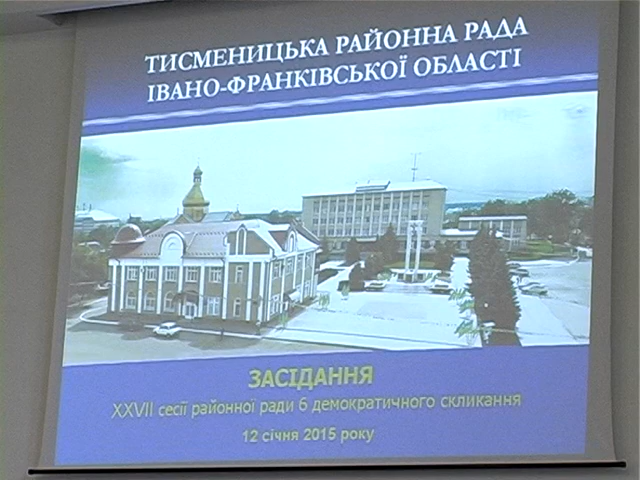 ТИСМЕНИЦЬКА РАЙОННА РАДА
ІВАНО-ФРАНКІВСЬКОЇ ОБЛАСТІ
ЗАСІДАННЯ
XXVII сесії районної ради 6 демократичного скликання
12 січня 2015 року